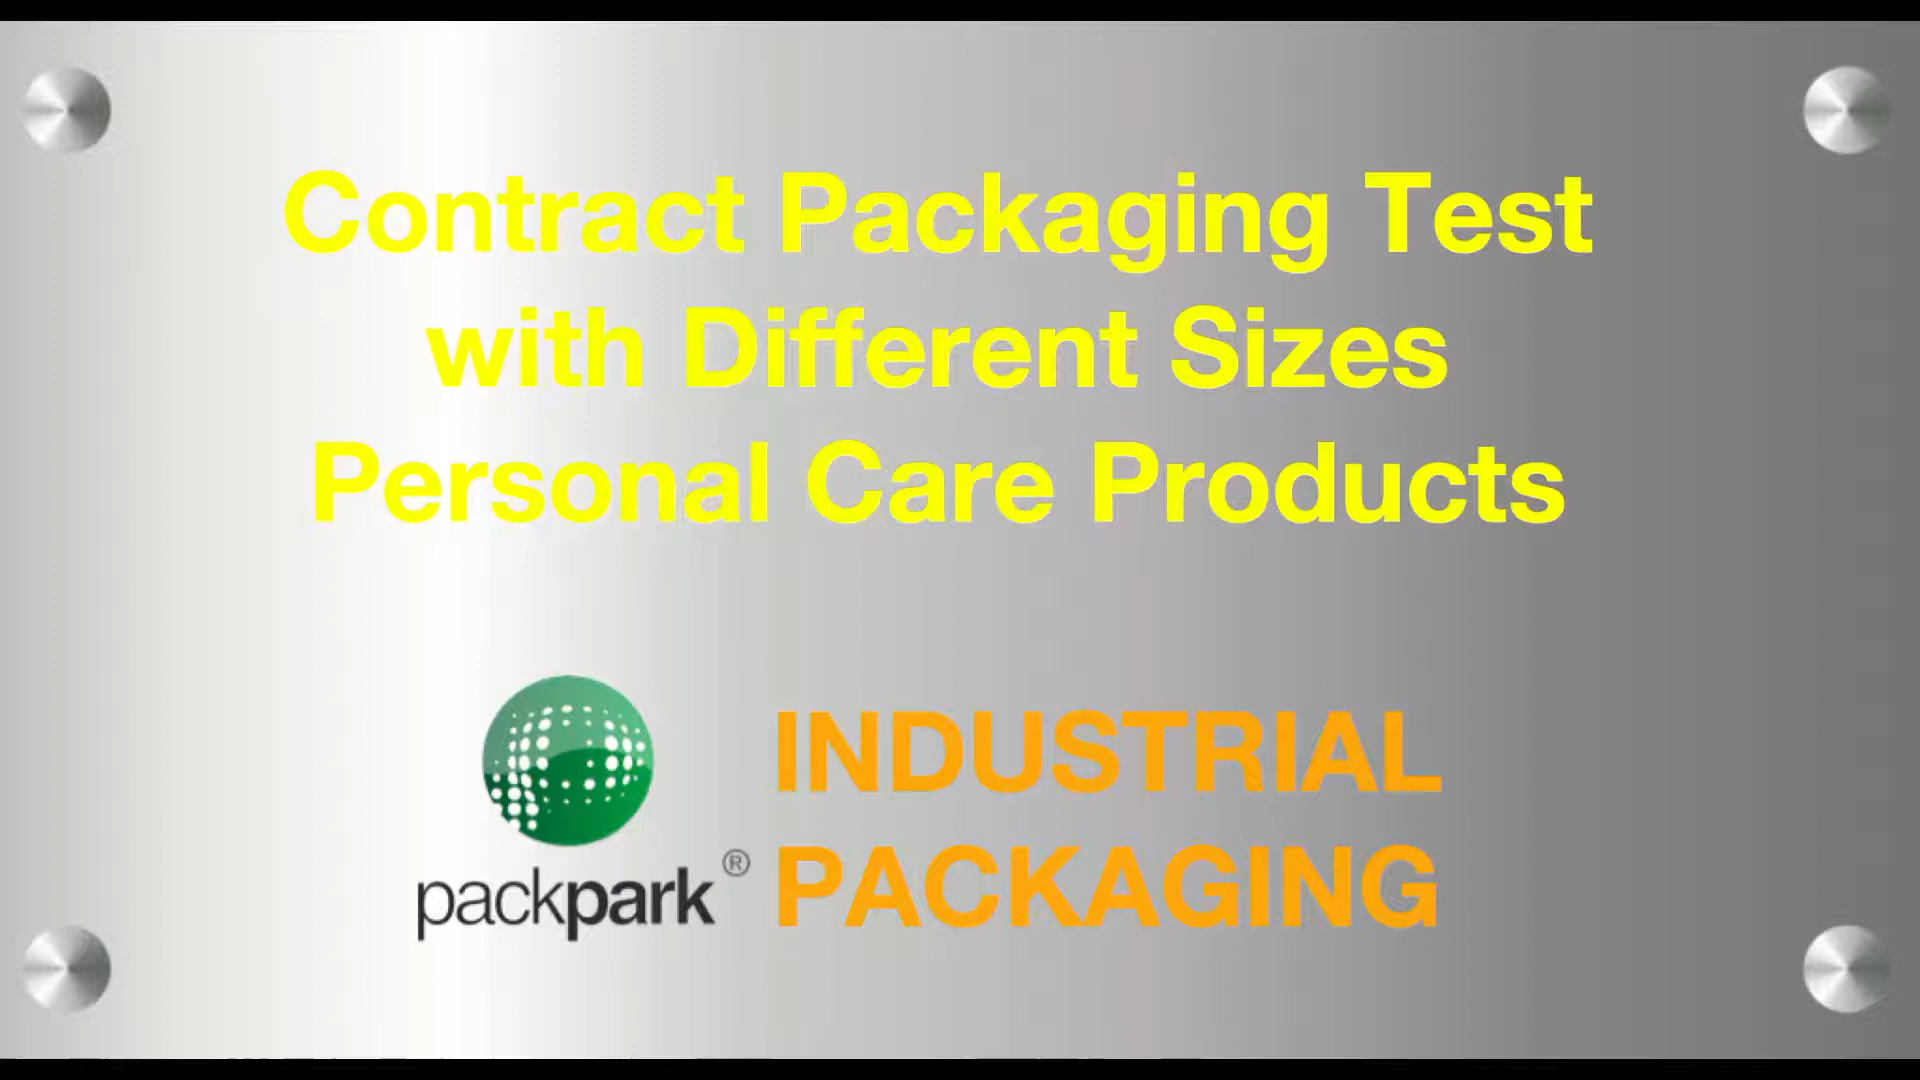 Contract Packaging Test
with Different Sizes
Personal Care Products
INDUSTRIAL
packpark® PACKAGING